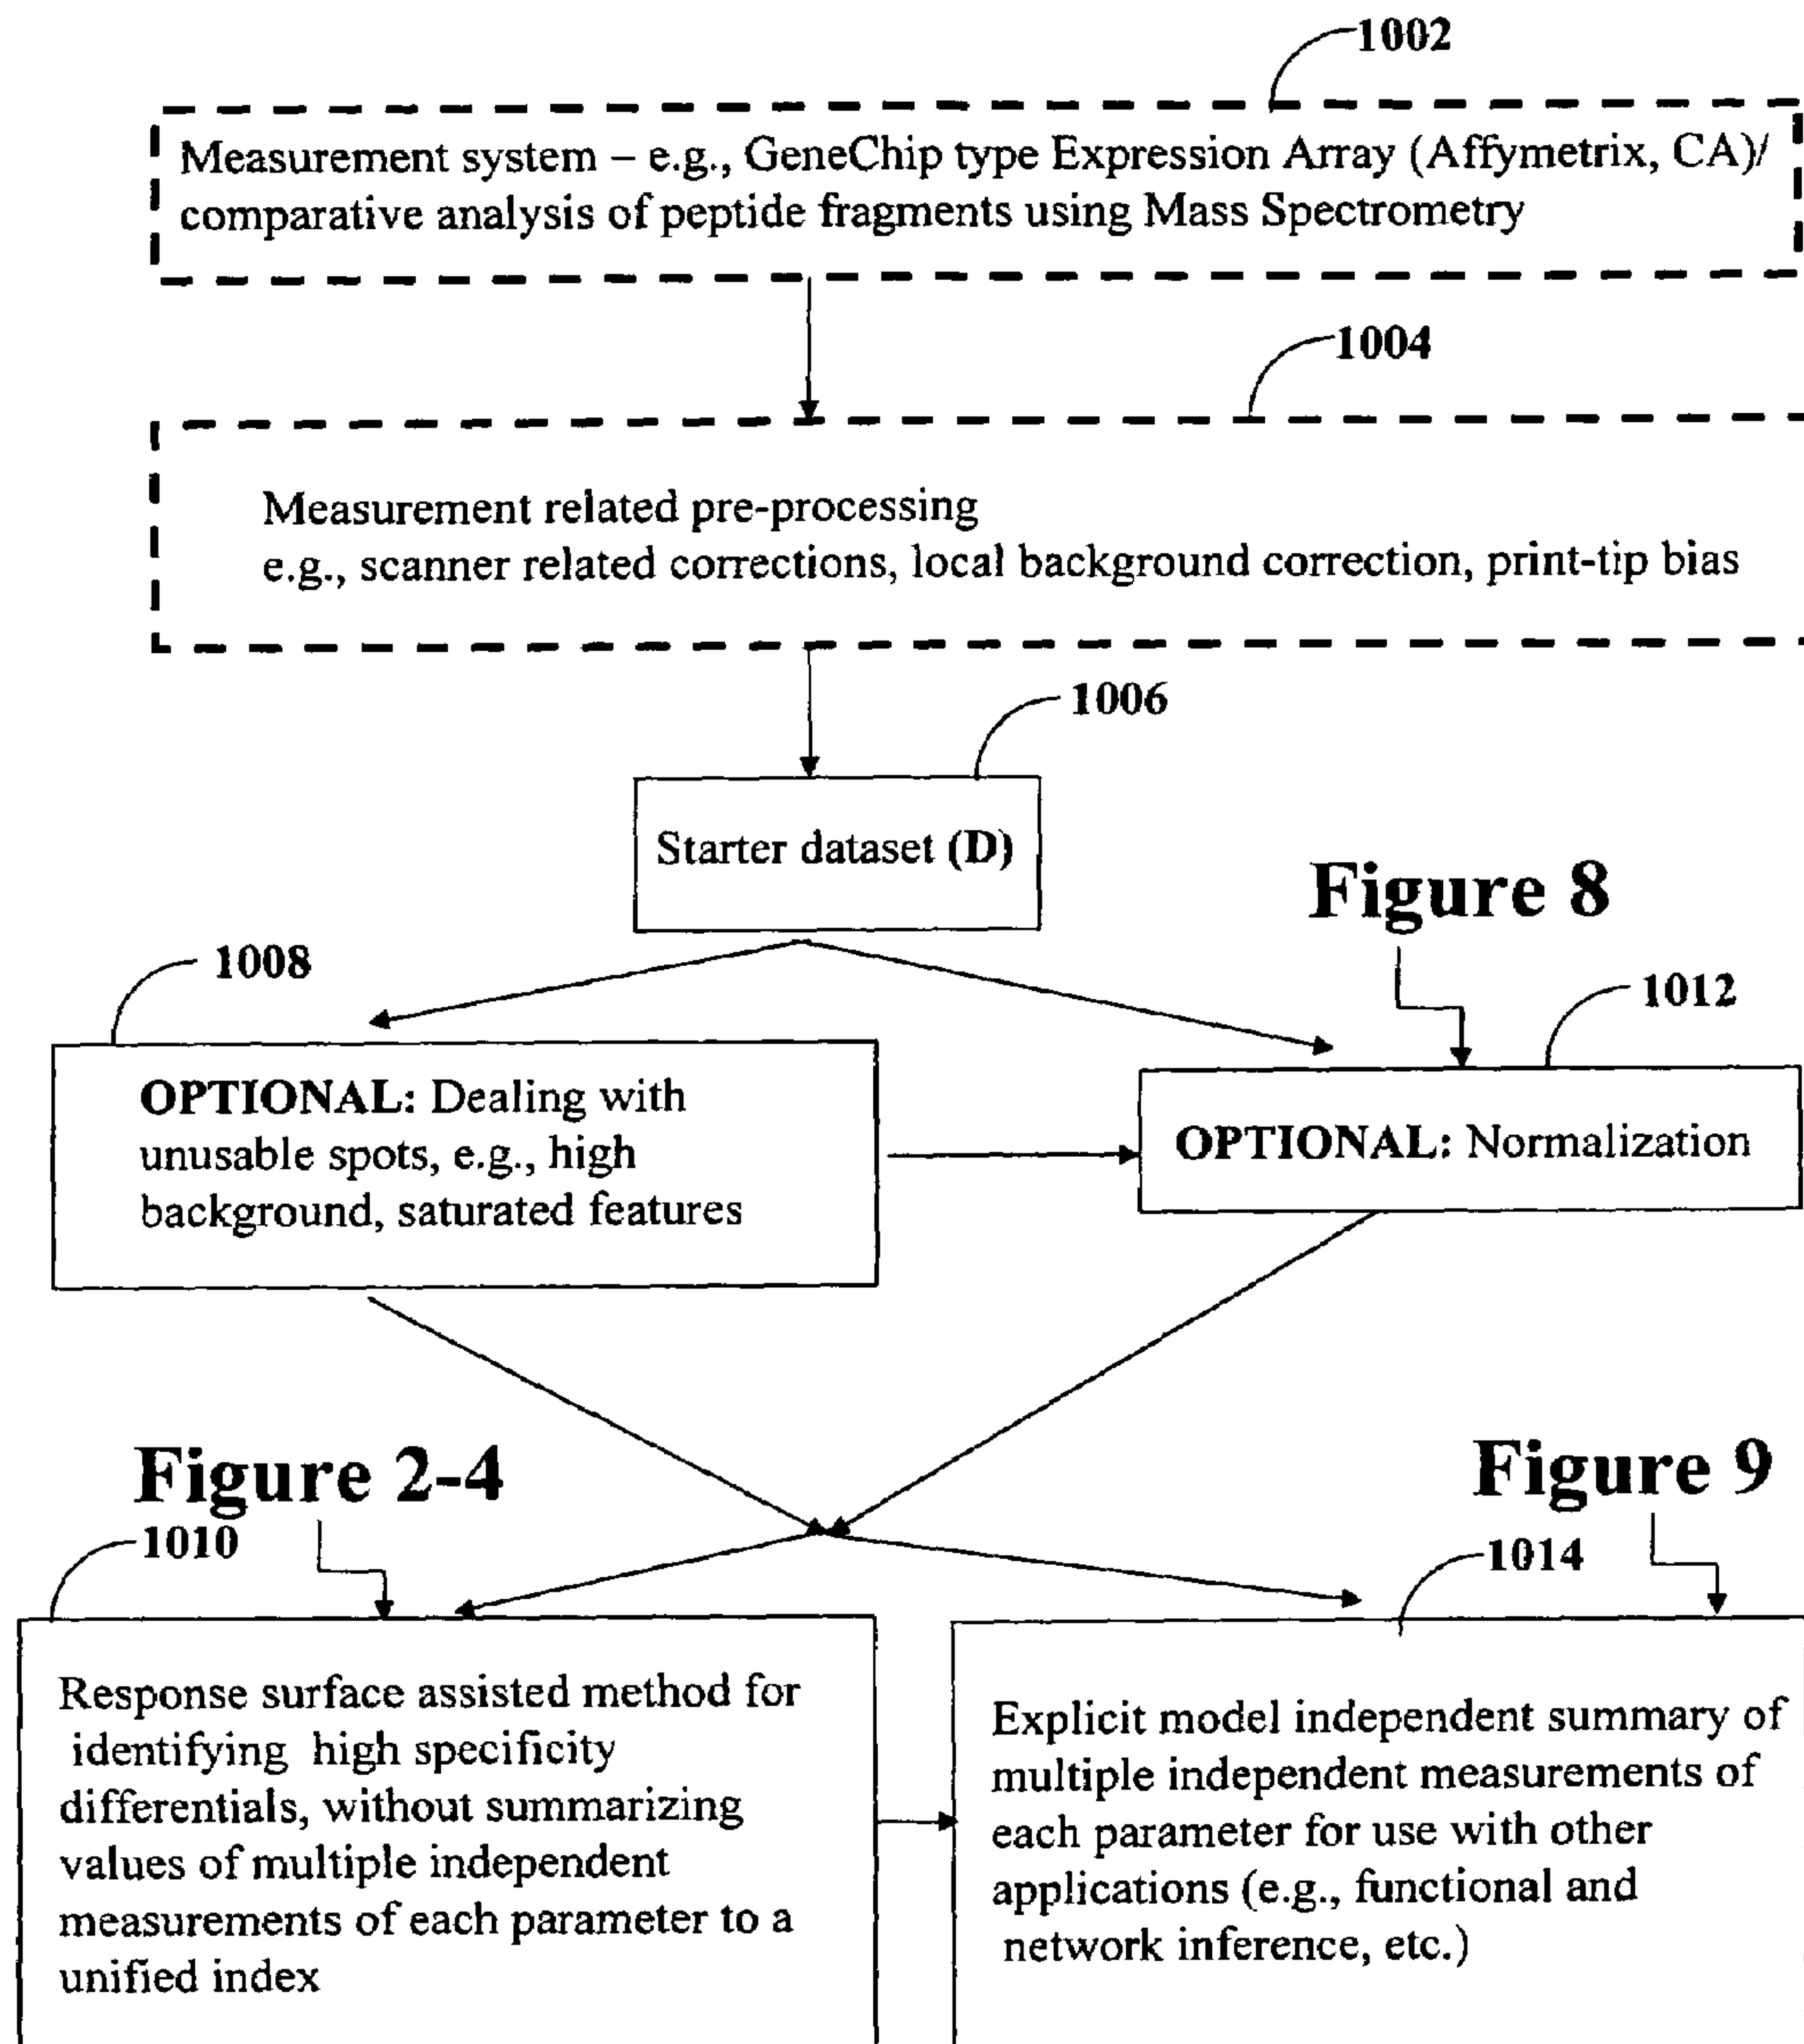 1002
Measurement system – e.g., GeneChip type Expression Array (Affymetrix, CA)/
comparative analysis of peptide fragments using Mass Spectrometry
1004
Measurement related pre-processing
e.g., scanner related corrections, local background correction, print-tip bias
1006
Starter dataset (D)
Figure 8
1008
1012
OPTIONAL: Dealing with
unusable spots, e.g., high
background, saturated features
OPTIONAL: Normalization
Figure 2-4
Figure 9
1010
1014
Response surface assisted method for
identifying high specificity
differentials, without summarizing
values of multiple independent
measurements of each parameter to a
unified index
Explicit model independent summary of
multiple independent measurements of
each parameter for use with other
applications (e.g., functional and
network inference, etc.)